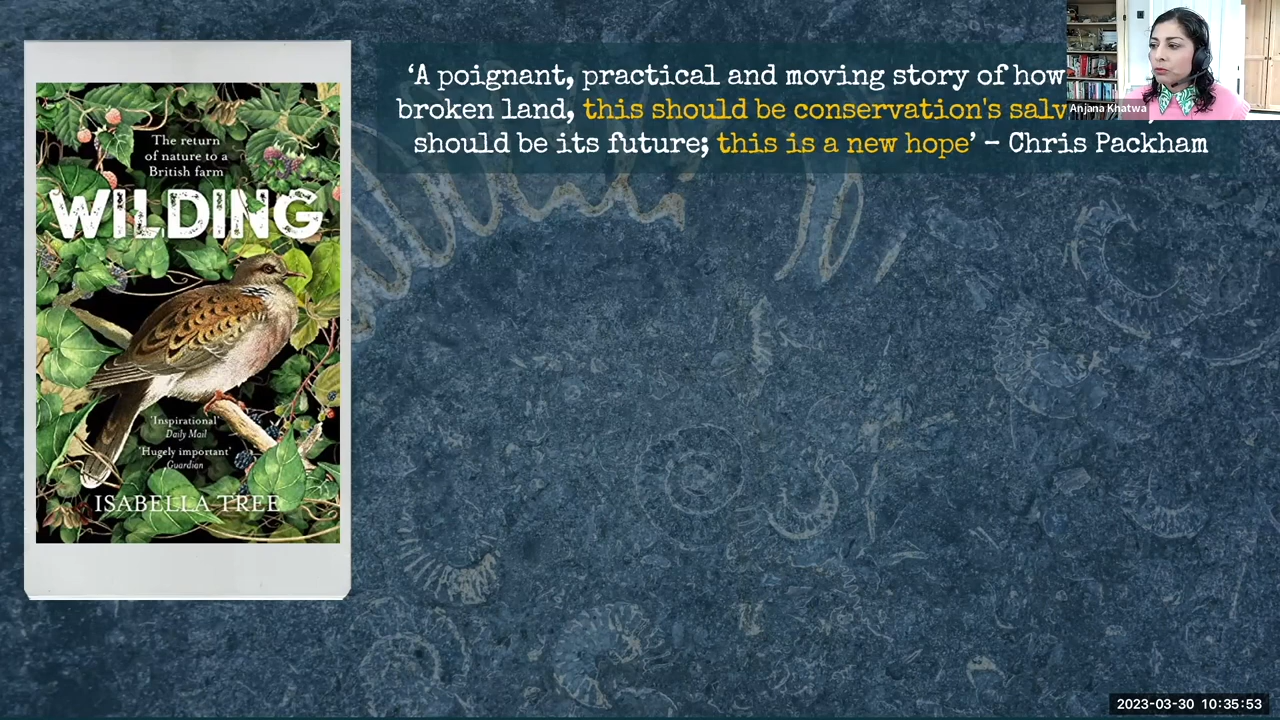 'A poignant, practical and moving story of how
broken land, this should be conservation's salv
should be its future; this is a new hope' – Chris Packham
Anjana Khatwa
The return
of nature to a
British farm
WILDING
'Inspirational'
Daily Mail
'Hugely important'
Guardian
ISABELLA TREE
2023-03-30 10:35:53